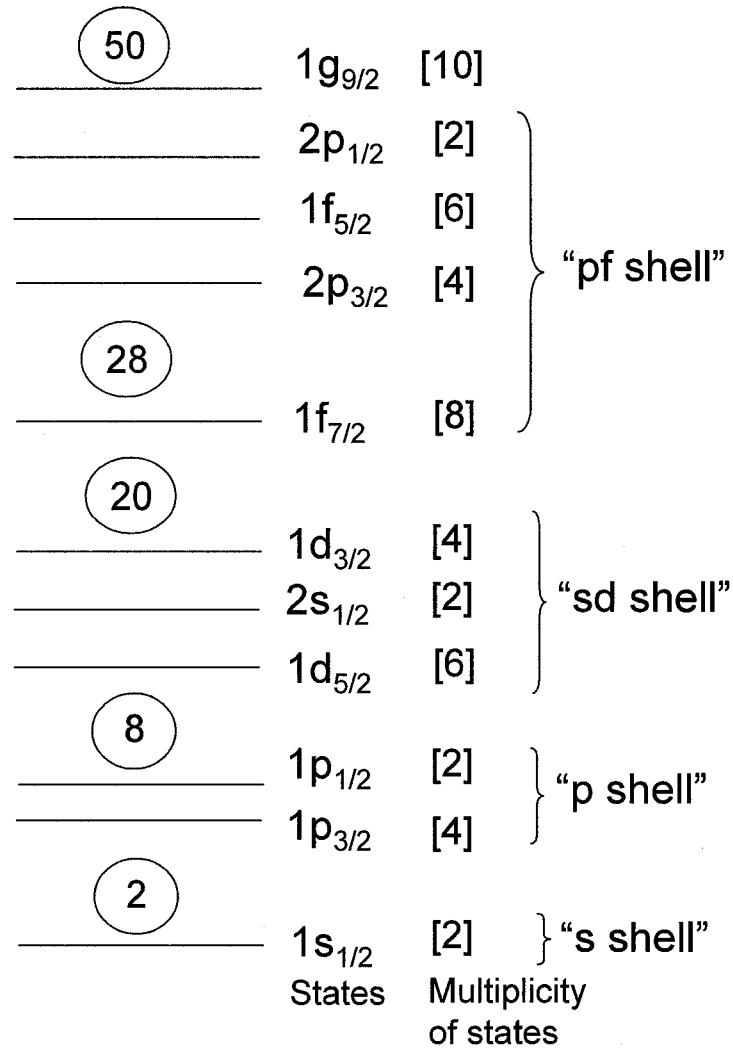 50
1g9/2 [10]
2p1/2 [2]
1f5/2 [6]
“pf shell”
2p3/2 [4]
28
1f7/2 [8]
20
1d3/2 [4]
2s1/2 [2] “sd shell”
1d5/2 [6]
8
1p1/2 [2]
“p shell”
1p3/2 [4]
2
1s1/2 [2] “s shell”
States Multiplicity
of states